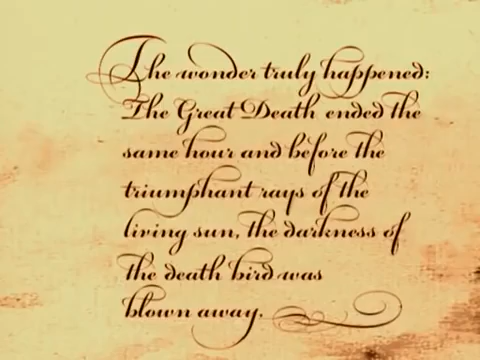 The wonder truly happened:
The Great Death ended the
same hour and before the
triumphant rays of the
living sun, the darkness of
the death bird was
blown away.